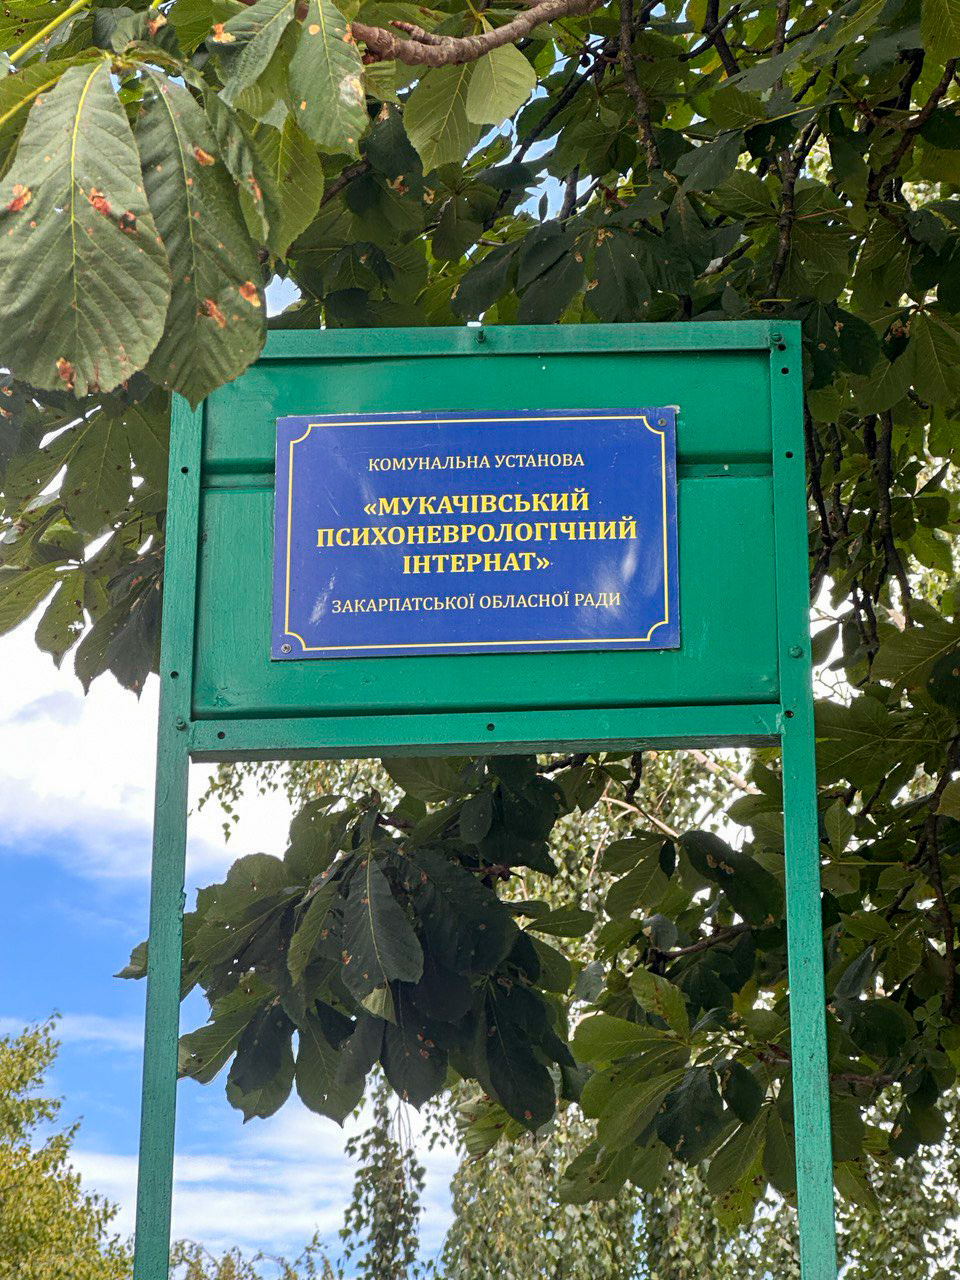 КОМУНАЛЬНА УСТАНОВА
«МУКАЧІВСЬКИЙ
ПСИХОНЕВРОЛОГІЧНИЙ
ІНТЕРНАТ»
ЗАКАРПАТСЬКОЇ ОБЛАСНОЇ РАДИ